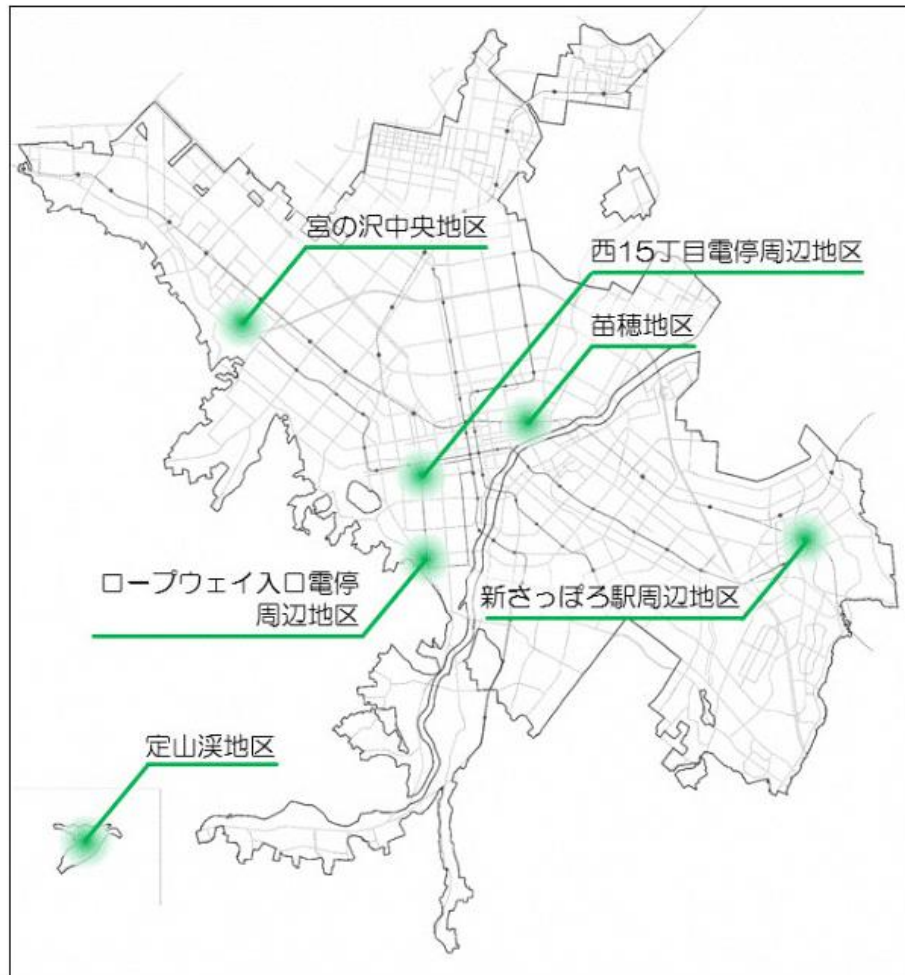 宮の沢中央地区
西15丁目電停周辺地区
苗穂地区
ロープウェイ入口電停
周辺地区
新さっぽろ駅周辺地区
定山渓地区